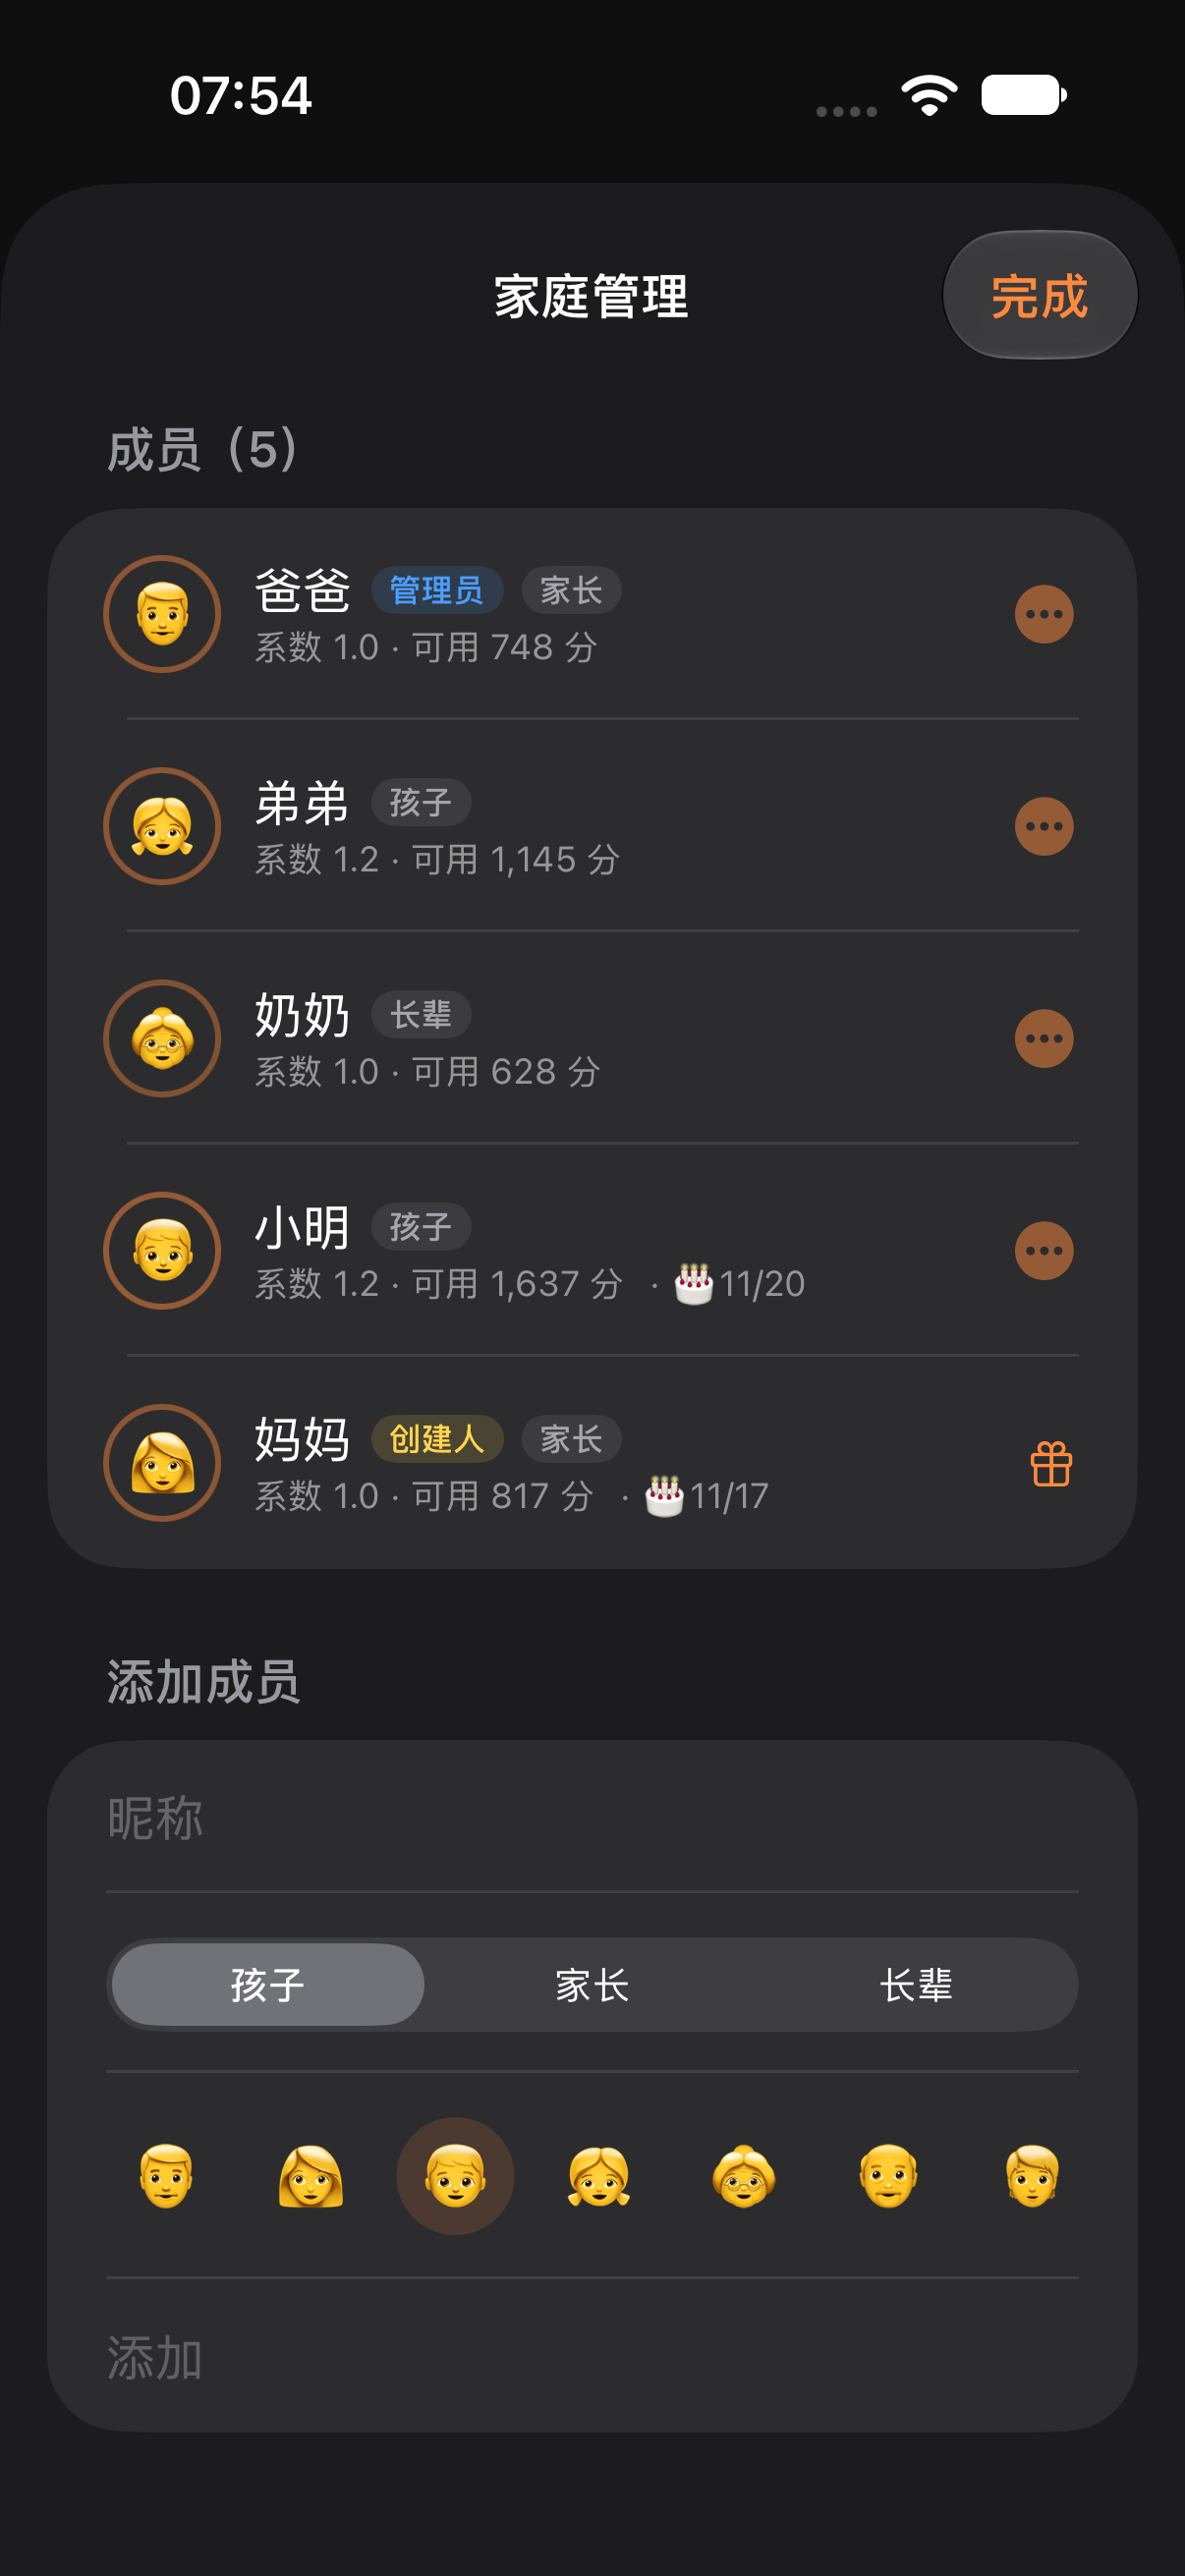 07:54
家庭管理
完成
成员（5）
爸爸 管理员 家长
系数 1.0 · 可用 748 分
弟弟 孩子
系数 1.2 · 可用 1,145 分
奶奶 长辈
系数 1.0 · 可用 628 分
小明 孩子
系数 1.2 · 可用 1,637 分 · 🎂11/20
妈妈 创建人 家长
系数 1.0 · 可用 817 分 · 🎂11/17
添加成员
昵称
孩子 家长 长辈
添加